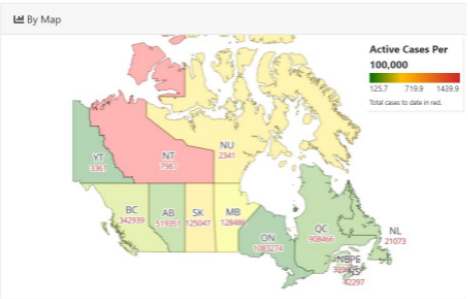 By Map
Active Cases Per
100,000
125.7 719.9 1439.9
Total cases to date in red.
YT
3361
NT
NU
2341
BC
342939
AB
519351
SK
125047
MB
128486
ON
1083274
QC
908466
NL
21073
NBPE
NS
42297